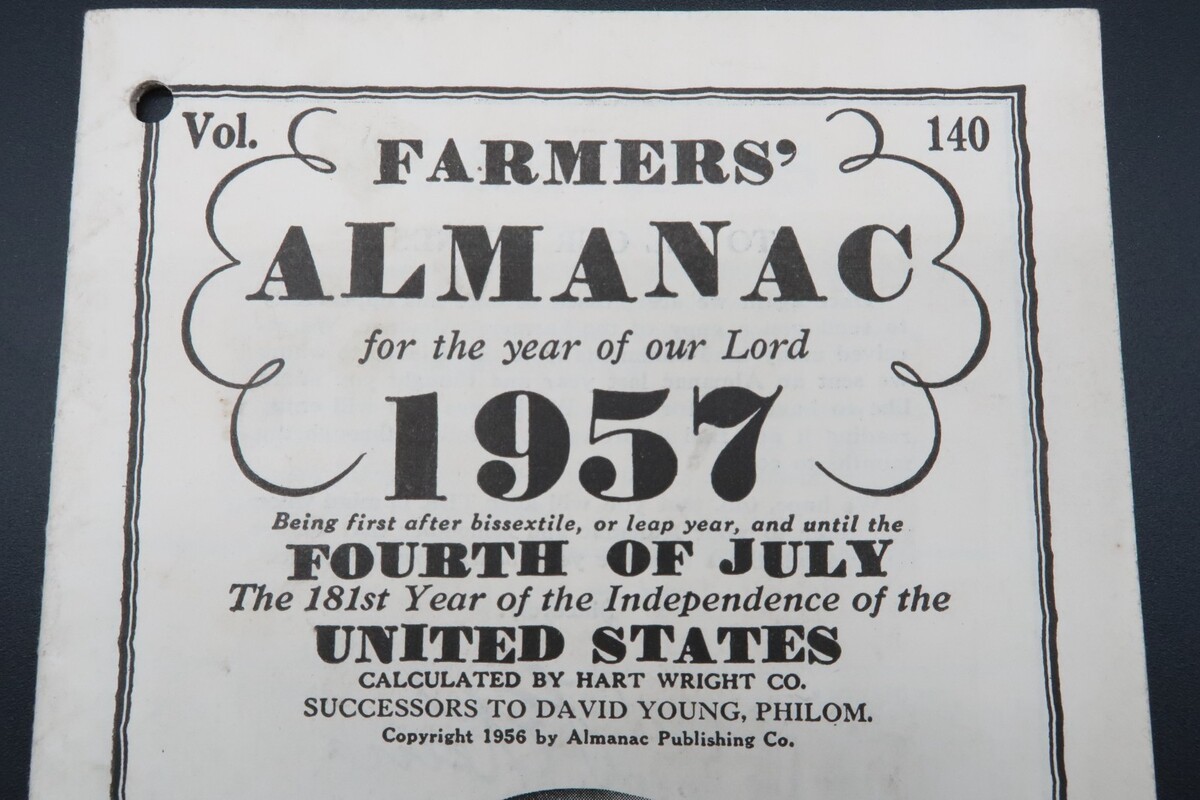 Vol. 140
FARMERS'
ALMANAC
for the year of our Lord
1957
Being first after bissextile, or leap year, and until the
FOURTH OF JULY
The 181st Year of the Independence of the
UNITED STATES
CALCULATED BY HART WRIGHT CO.
SUCCESSORS TO DAVID YOUNG, PHILOM.
Copyright 1956 by Almanac Publishing Co.